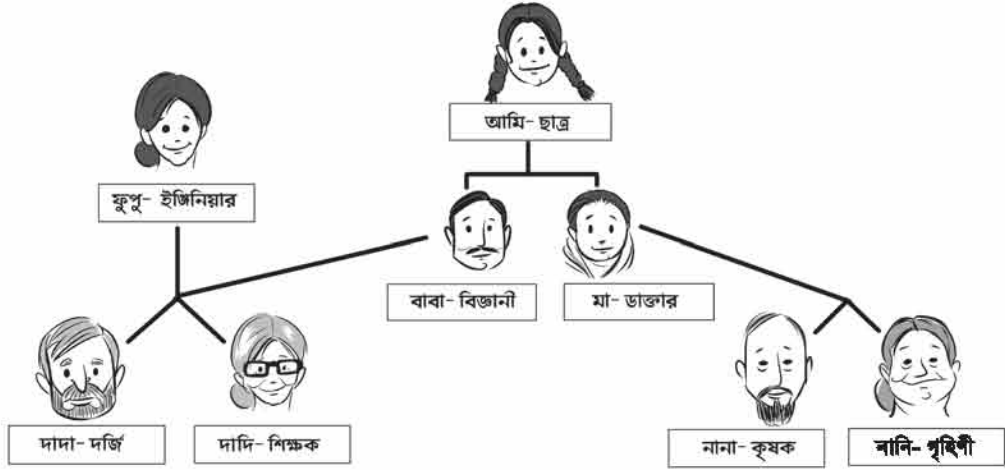 আমি- ছাত্র
ফুপু- ইঞ্জিনিয়ার
বাবা- বিজ্ঞানী
মা- ডাক্তার
দাদা- দর্জি
দাদি- শিক্ষক
নানা- কৃষক
নানি- গৃহিণী